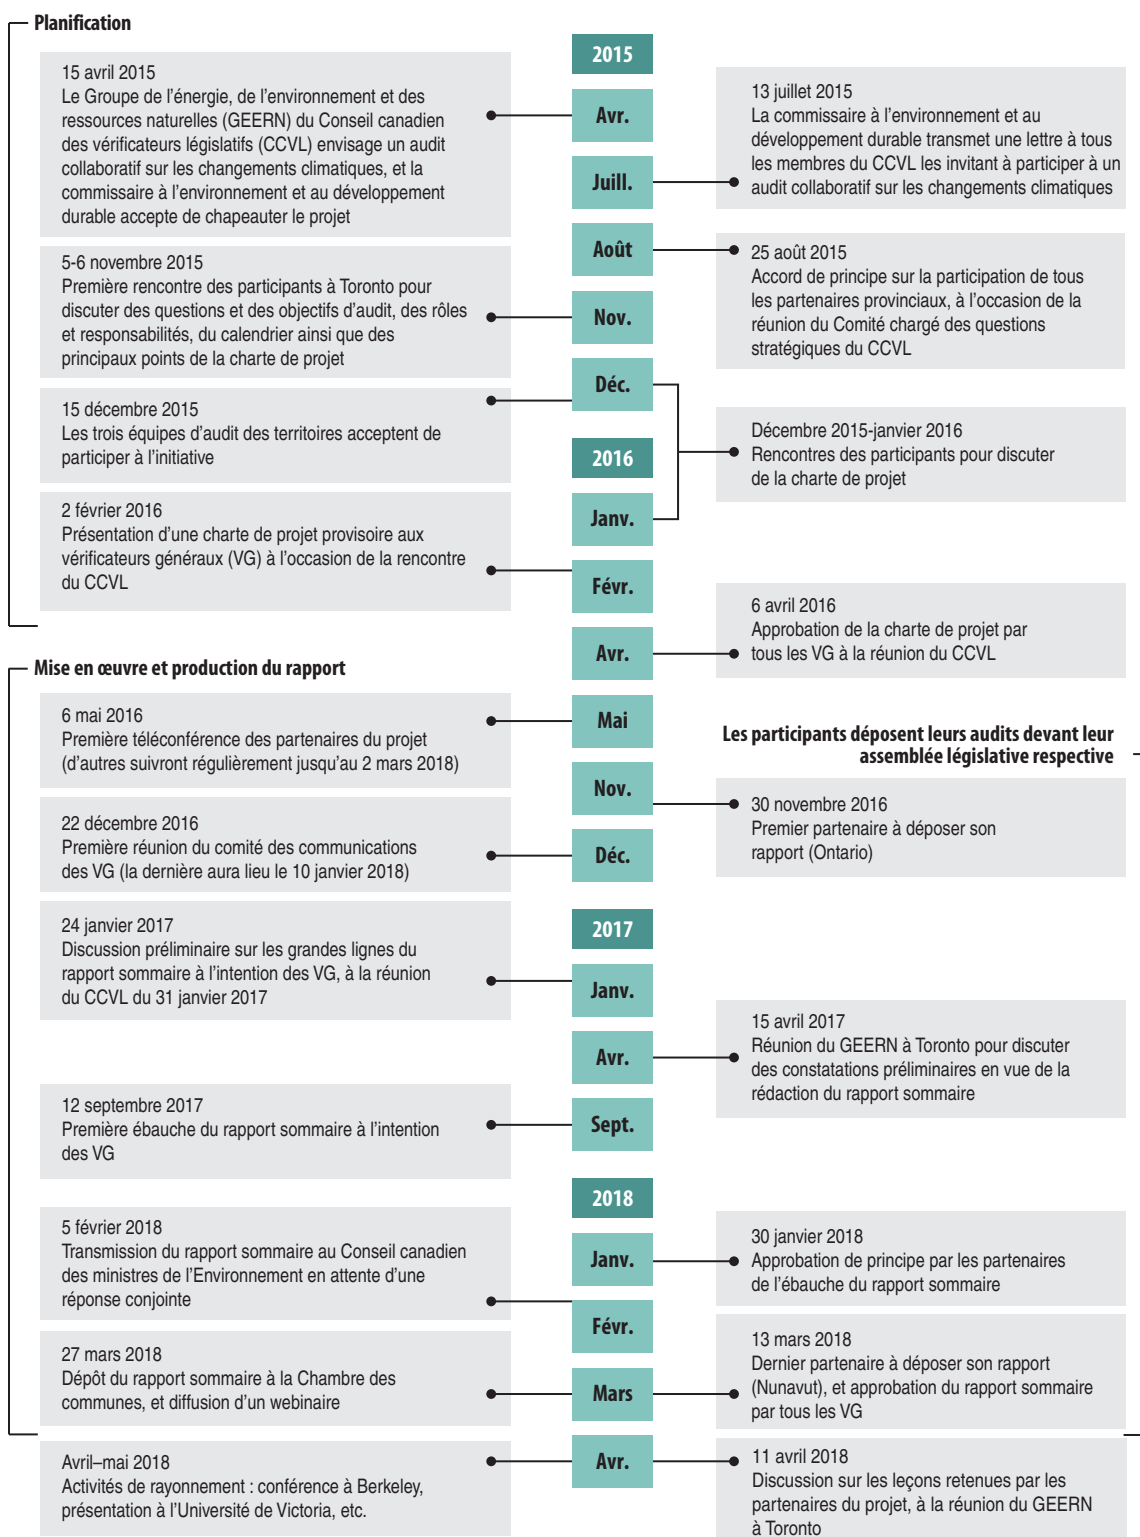 Planification
2015
15 avril 2015
Le Groupe de l’énergie, de l’environnement et des
ressources naturelles (GEERN) du Conseil canadien
des vérificateurs législatifs (CCVL) envisage un audit
collaboratif sur les changements climatiques, et la
commissaire à l’environnement et au développement
durable accepte de chapeauter le projet
Avr.
13 juillet 2015
La commissaire à l’environnement et au
développement durable transmet une lettre à tous
les membres du CCVL les invitant à participer à un
audit collaboratif sur les changements climatiques
Juill.
Août
25 août 2015
Accord de principe sur la participation de tous
les partenaires provinciaux, à l’occasion de la
réunion du Comité chargé des questions
stratégiques du CCVL
5-6 novembre 2015
Première rencontre des participants à Toronto pour
discuter des questions et des objectifs d’audit, des rôles
et responsabilités, du calendrier ainsi que des
principaux points de la charte de projet
Nov.
Déc.
15 décembre 2015
Les trois équipes d’audit des territoires acceptent de
participer à l’initiative
Décembre 2015-janvier 2016
Rencontres des participants pour discuter
de la charte de projet
2016
Janv.
2 février 2016
Présentation d’une charte de projet provisoire aux
vérificateurs généraux (VG) à l’occasion de la rencontre
du CCVL
Févr.
6 avril 2016
Approbation de la charte de projet par
tous les VG à la réunion du CCVL
Avr.
Mise en œuvre et production du rapport
6 mai 2016
Première téléconférence des partenaires du projet
(d’autres suivront régulièrement jusqu’au 2 mars 2018)
Mai
Les participants déposent leurs audits devant leur
assemblée législative respective
Nov.
30 novembre 2016
Premier partenaire à déposer son
rapport (Ontario)
22 décembre 2016
Première réunion du comité des communications
des VG (la dernière aura lieu le 10 janvier 2018)
Déc.
2017
24 janvier 2017
Discussion préliminaire sur les grandes lignes du
rapport sommaire à l’intention des VG, à la réunion
du CCVL du 31 janvier 2017
Janv.
Avr.
15 avril 2017
Réunion du GEERN à Toronto pour discuter
des constatations préliminaires en vue de la
rédaction du rapport sommaire
12 septembre 2017
Première ébauche du rapport sommaire à l’intention
des VG
Sept.
2018
Janv.
30 janvier 2018
Approbation de principe par les partenaires
de l’ébauche du rapport sommaire
5 février 2018
Transmission du rapport sommaire au Conseil canadien
des ministres de l’Environnement en attente d’une
réponse conjointe
Févr.
13 mars 2018
Dernier partenaire à déposer son rapport
(Nunavut), et approbation du rapport sommaire
par tous les VG
27 mars 2018
Dépôt du rapport sommaire à la Chambre des
communes, et diffusion d’un webinaire
Mars
Avril–mai 2018
Activités de rayonnement : conférence à Berkeley,
présentation à l’Université de Victoria, etc.
Avr.
11 avril 2018
Discussion sur les leçons retenues par les
partenaires du projet, à la réunion du GEERN
à Toronto